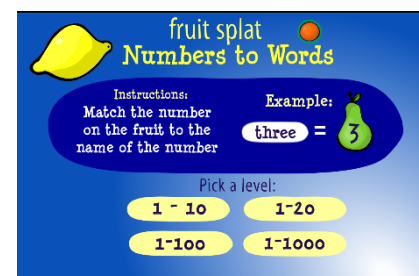 fruit splat
Numbers to Words
Instructions:
Match the number
on the fruit to the
name of the number
Example:
three = 3
Pick a level:
1 - 10
1-20
1-100
1-1000